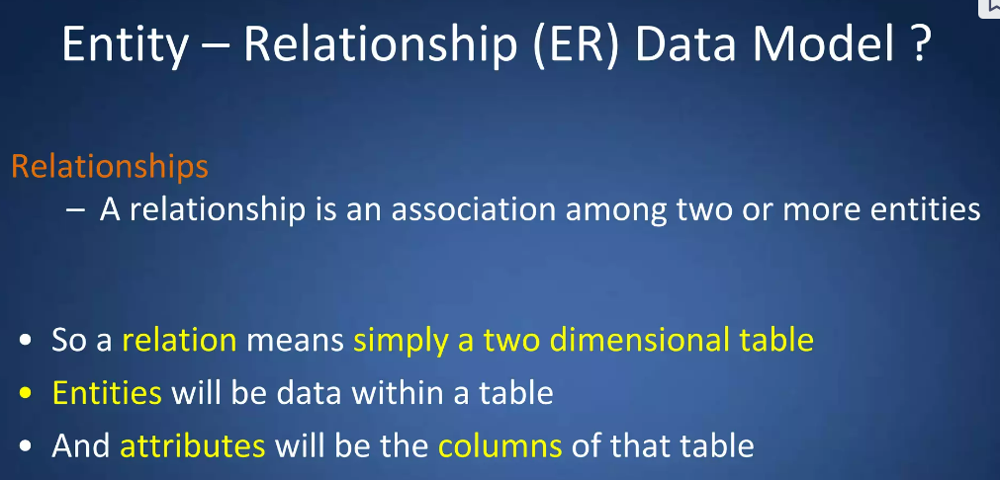 Entity – Relationship (ER) Data Model ?
Relationships
– A relationship is an association among two or more entities
• So a relation means simply a two dimensional table
• Entities will be data within a table
• And attributes will be the columns of that table